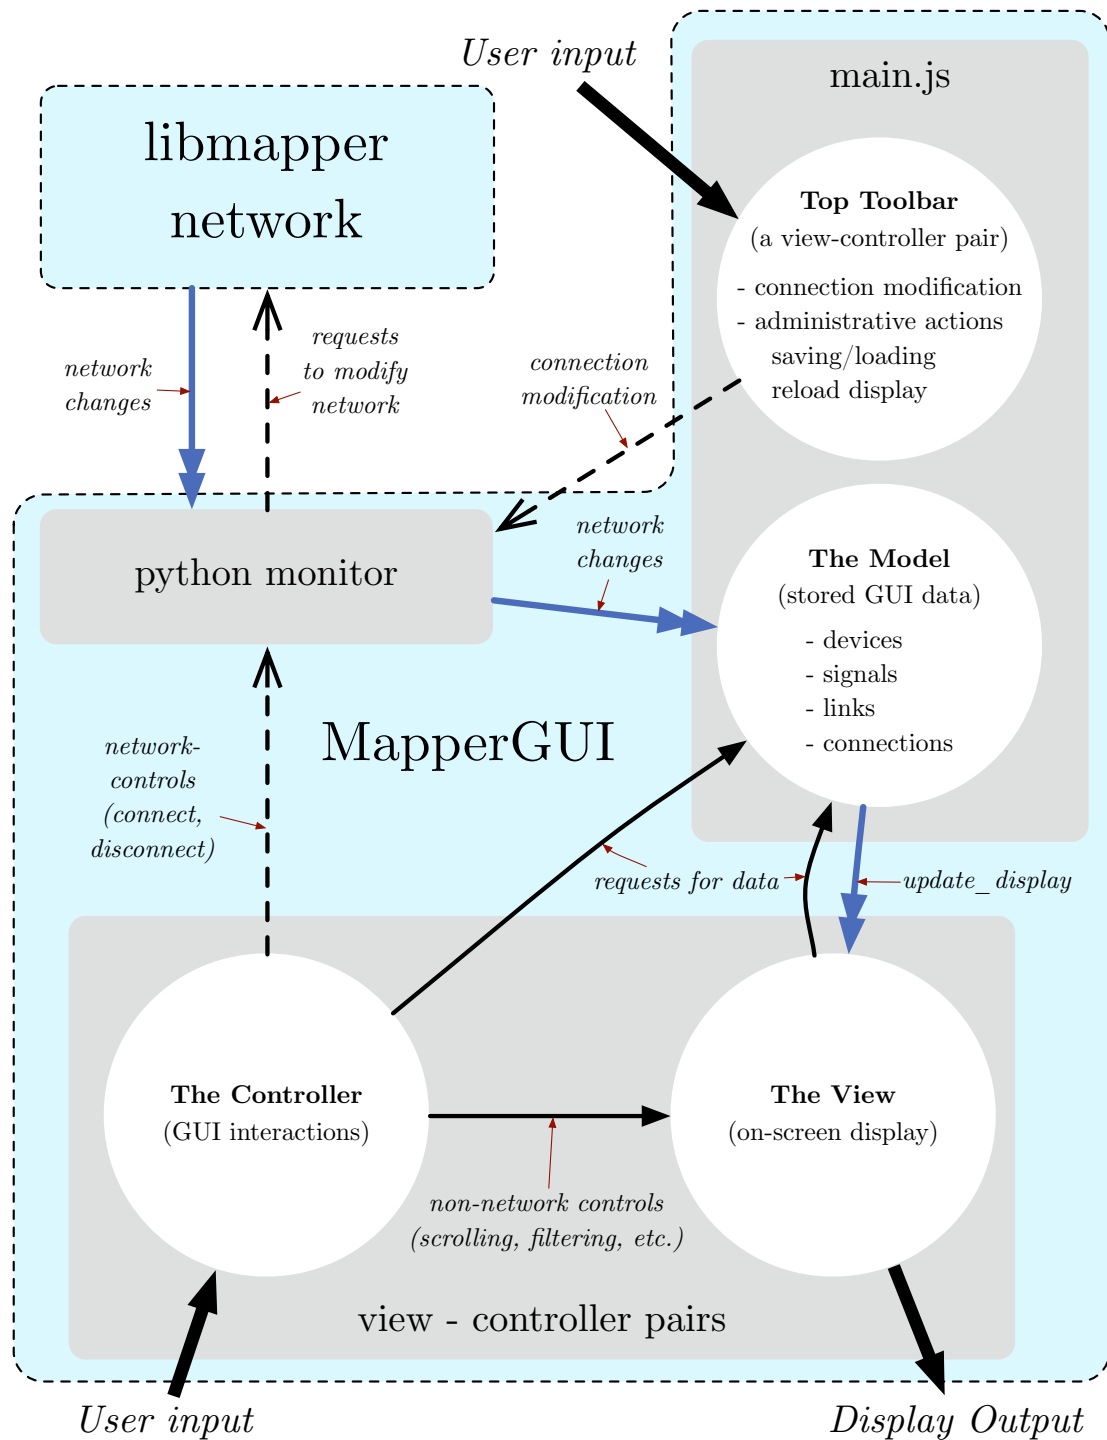 User input
main.js
libmapper
network
Top Toolbar
(a view-controller pair)
- connection modification
- administrative actions
saving/loading
reload display
requests
to modify
network
network
changes
connection
modification
network
changes
python monitor
The Model
(stored GUI data)
- devices
- signals
- links
- connections
MapperGUI
network-
controls
(connect,
disconnect)
requests for data
update_display
The Controller
(GUI interactions)
The View
(on-screen display)
non-network controls
(scrolling, filtering, etc.)
view - controller pairs
User input
Display Output